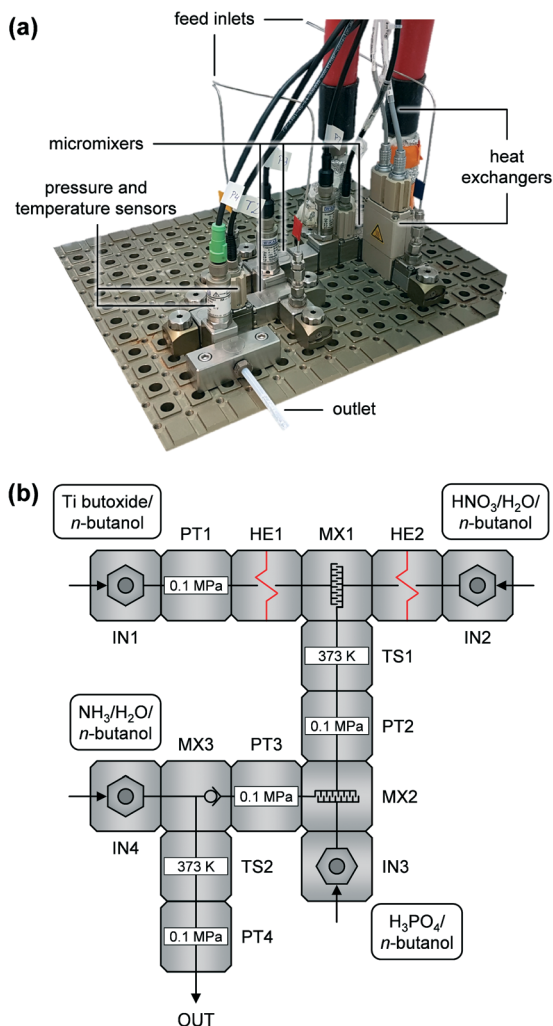 (a)
feed inlets
micromixers
pressure and
temperature sensors
heat
exchangers
P4
T2
outlet
(b)
Ti butoxide/
n-butanol
HNO₃/H₂O/
n-butanol
PT1 HE1 MX1 HE2
0.1 MPa
IN1
IN2
373 K TS1
NH₃/H₂O/
n-butanol
0.1 MPa PT2
MX3 PT3
0.1 MPa
MX2
IN4
373 K TS2
IN3
0.1 MPa PT4
H₃PO₄/
n-butanol
OUT